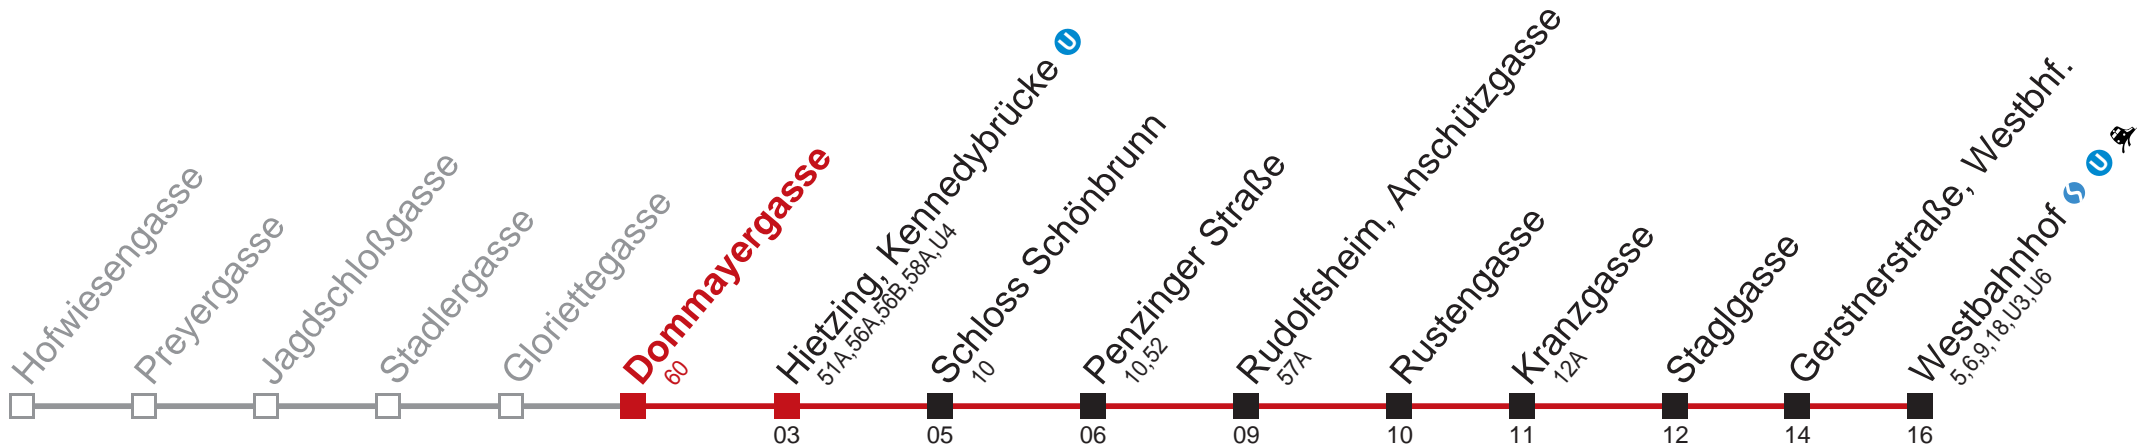 Hofwiesengasse
Preyergasse
Jagdschloßgasse
Stadlergasse
Gloriettegasse
Dommayergasse
60
Hietzing, Kennedybrücke U
51A,56A,56B,58A,U4
Schloss Schönbrunn
10
Penzinger Straße
10,52
Rudolfsheim, Anschützgasse
57A
Rustengasse
Kranzgasse
12A
Staglgasse
Gerstnerstraße, Westbhf.
Westbahnhof S U
5,6,9,18,U3,U6
03 05 06 09 10 11 12 14 16